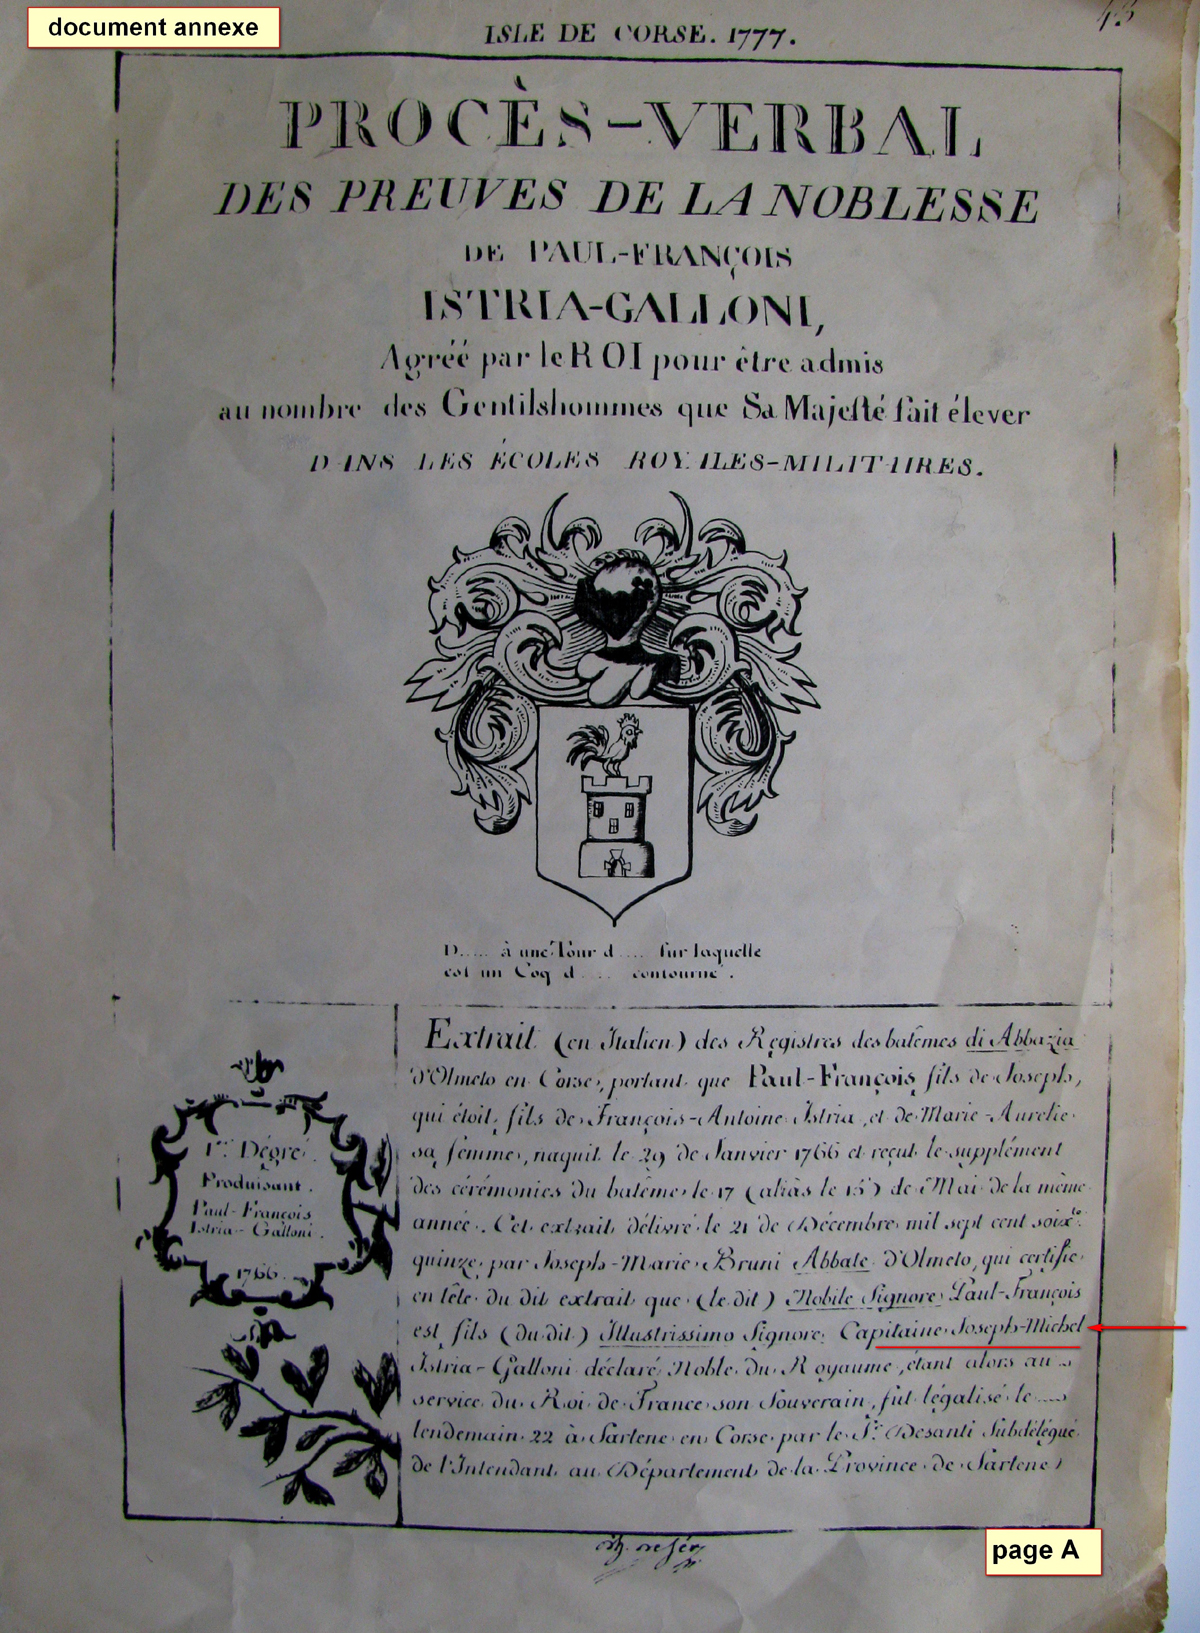 document annexe
ISLE DE CORSE. 1777.
43
PROCÈS-VERBAL
DES PREUVES DE LA NOBLESSE
DE PAUL-FRANÇOIS
ISTRIA-GALLONI,
Agréé par le ROI pour être admis
au nombre des Gentilshommes que Sa Majesté fait élever
DANS LES ÉCOLES ROYALES-MILITAIRES.
D..... à une Tour d .... sur laquelle
est un Coq d .... contourné.
1er. Dégré.
Produisant.
Paul-François
Istria-Galloni.
1766.
Extrait (en Italien) des Registres des batêmes di Abbazia
d'Olmeto en Corse, portant que Paul-François fils de Joseph,
qui étoit fils de François-Antoine Istria, et de Marie-Aurelie
sa femme, naquit le 29 de Janvier 1766 et reçut le supplément
des cérémonies du batême le 17 (aliàs le 15) de Mai de la même
année. Cet extrait délivré le 21 de Décembre mil sept cent soixte.
quinze par Joseph-Marie Bruni Abbate d'Olmeto, qui certifie
en tête du dit extrait que (le dit) Nobile Signore Paul-François
est fils (du dit) Illustrissimo Signore Capitaine Joseph-Michel
Istria-Galloni déclaré Noble du Royaume, étant alors au
service du Roi de France son Souverain, fut légalisé le ....
lendemain 22 à Sartene en Corse par le Sr. Desanti Subdélégué
de l'Intendant au Département de la Province de Sartene)
page A